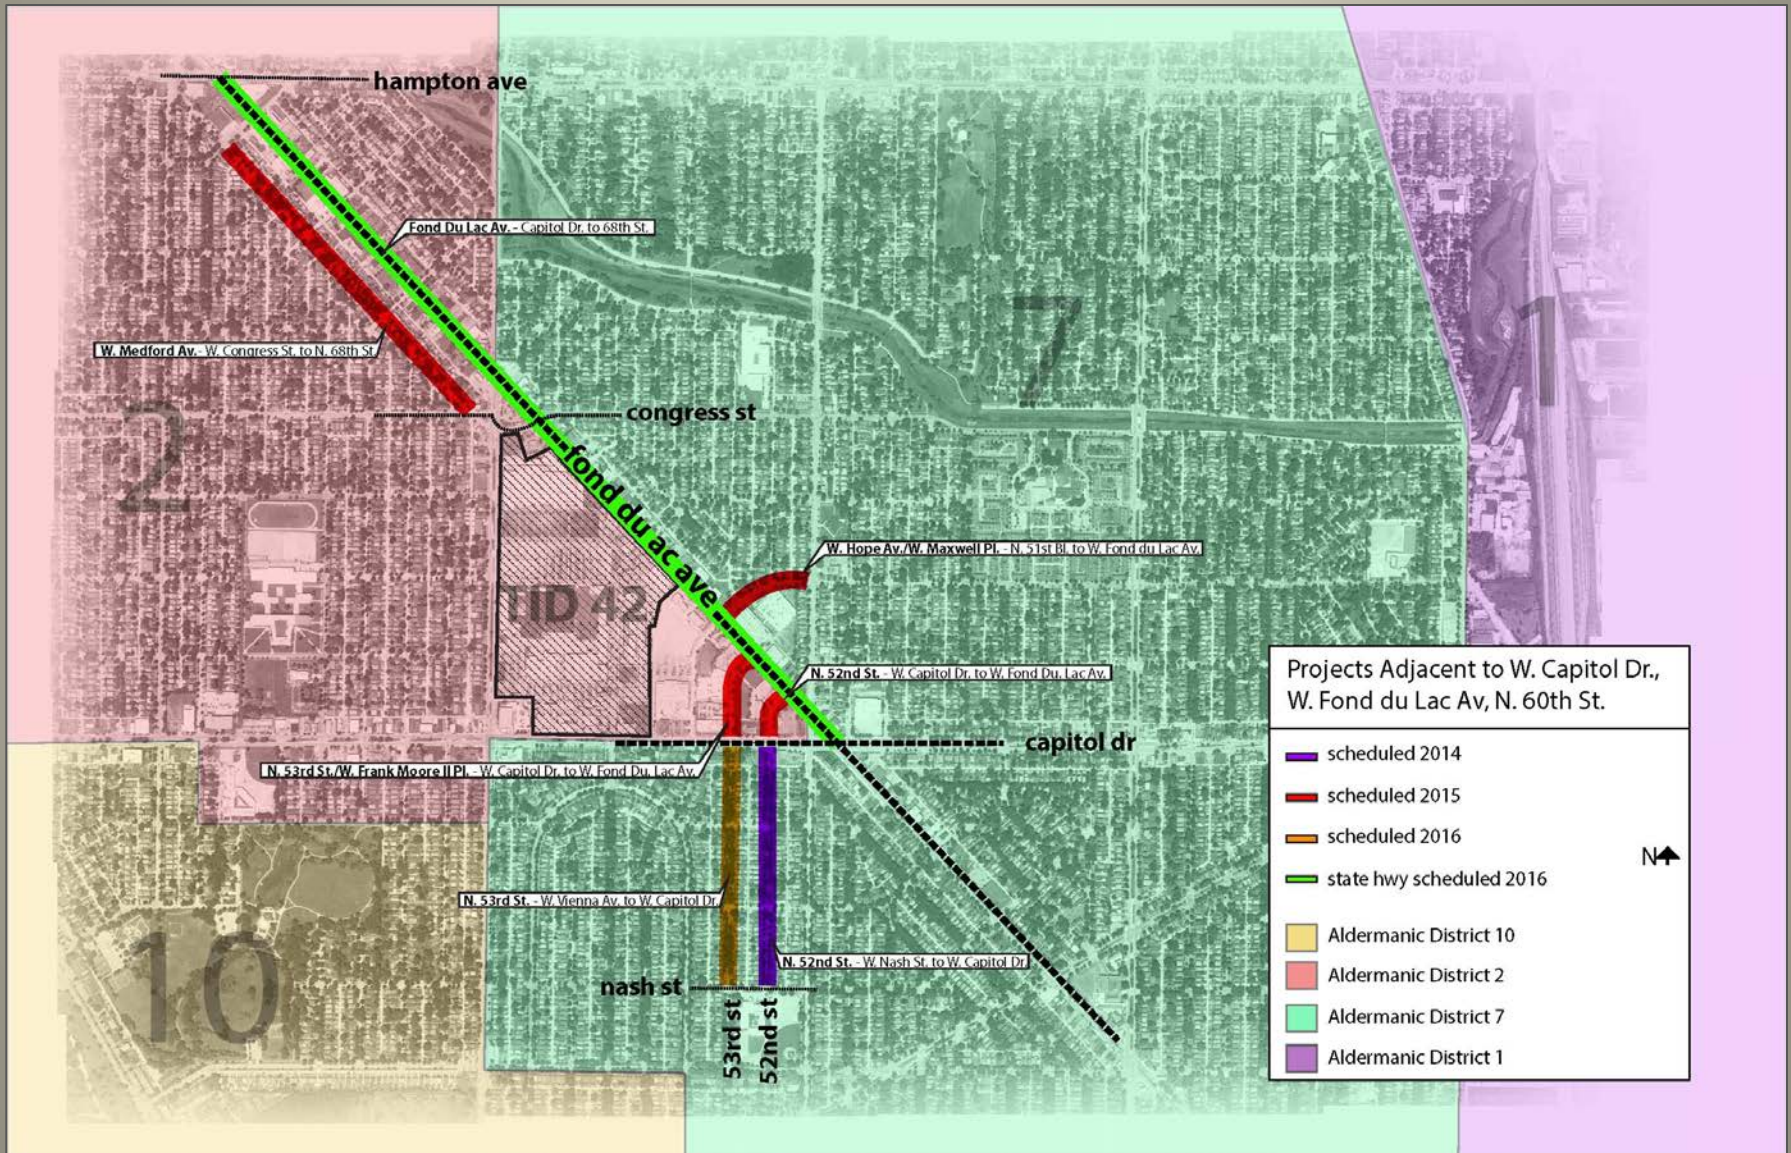 hampton ave
Fond Du Lac Av. - Capitol Dr. to 68th St.
7
1
W. Medford Av. - W. Congress St. to N. 68th St
2
congress st
fond du ac ave
W. Hope Av./W. Maxwell Pl. - N. 51st Bl. to W. Fond du Lac Av.
TID 42
N. 52nd St. - W. Capitol Dr. to W. Fond Du. Lac Av.
capitol dr
N. 53rd St./W. Frank Moore II Pl. - W. Capitol Dr. to W. Fond Du. Lac Av.
N. 53rd St. - W. Vienna Av. to W. Capitol Dr.
10
N. 52nd St. - W. Nash St. to W. Capitol Dr
nash st
53rd st
52nd st
Projects Adjacent to W. Capitol Dr.,
W. Fond du Lac Av, N. 60th St.
scheduled 2014
scheduled 2015
scheduled 2016
state hwy scheduled 2016
N
Aldermanic District 10
Aldermanic District 2
Aldermanic District 7
Aldermanic District 1